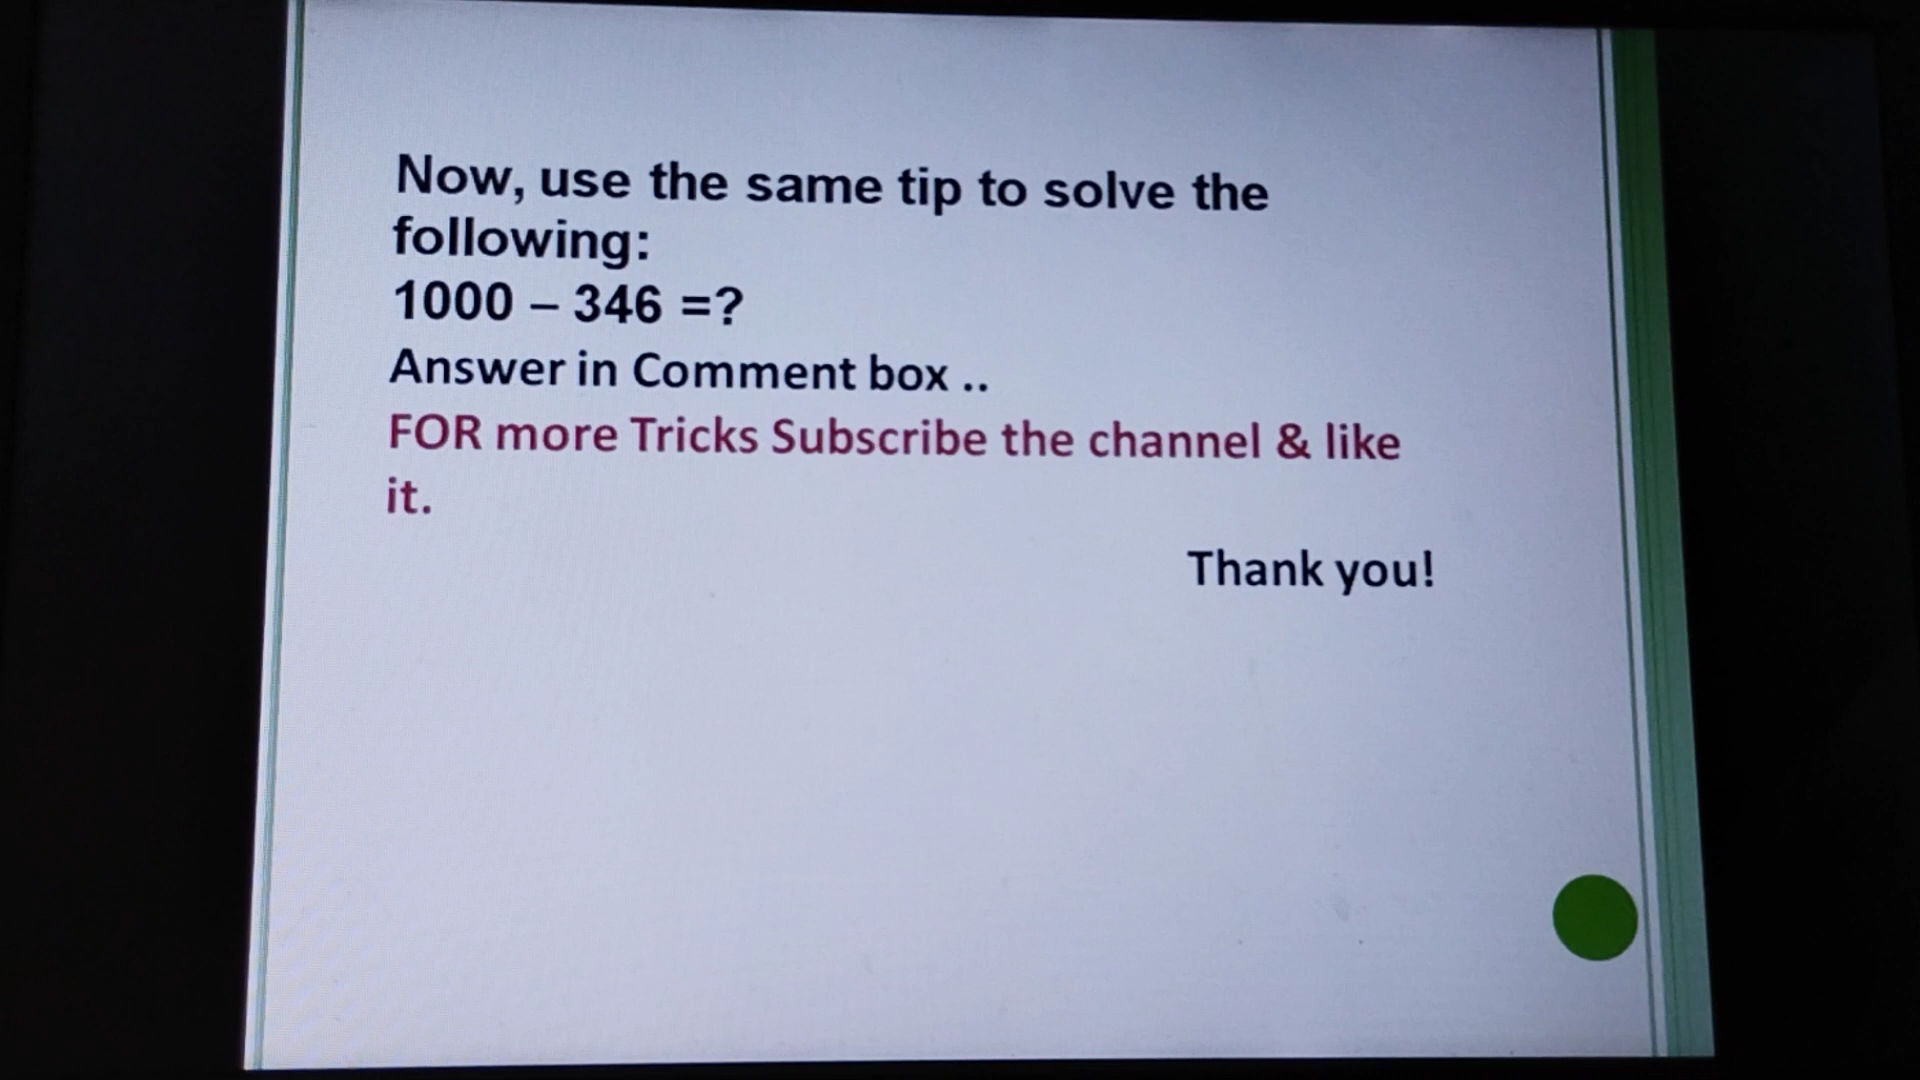 Now, use the same tip to solve the
following:
1000 – 346 =?
Answer in Comment box ..
FOR more Tricks Subscribe the channel & like
it.
Thank you!